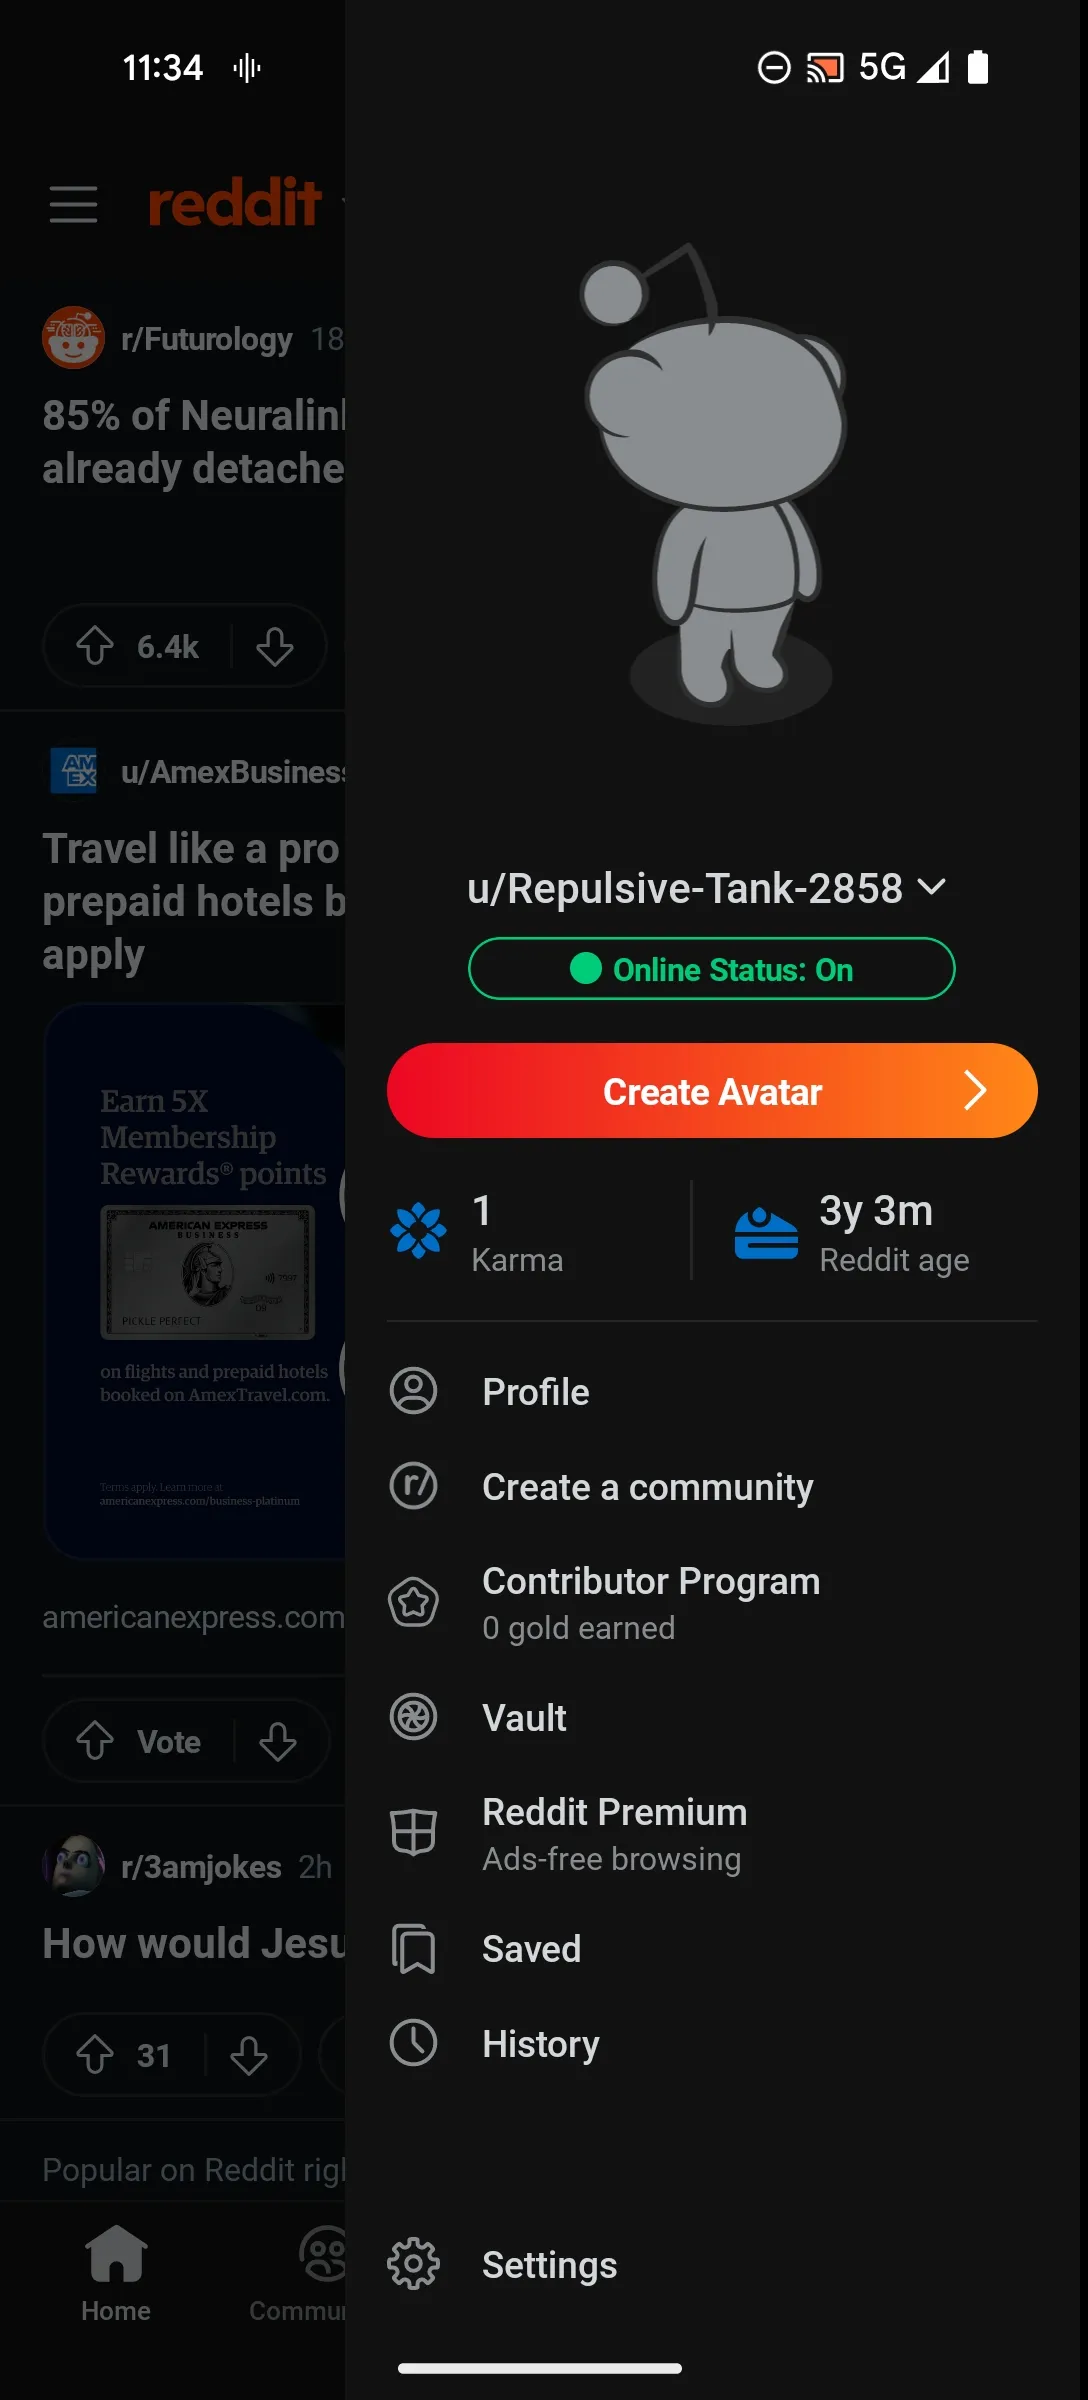 11:34
5G
reddit
r/Futurology 18
85% of Neuralin
already detache
6.4k
u/AmexBusiness
Travel like a pro
prepaid hotels b
apply
AM
EX
Earn 5X
Membership
Rewards® points
AMERICAN EXPRESS
BUSINESS
PICKLE PERFECT
on flights and prepaid hotels
booked on AmexTravel.com.
Terms apply. Learn more at
americanexpress.com/business-platinum
americanexpress.com
Vote
r/3amjokes 2h
How would Jesu
31
Popular on Reddit rig
Home
Commu
u/Repulsive-Tank-2858
Online Status: On
Create Avatar
1
Karma
3y 3m
Reddit age
Profile
r/
Create a community
Contributor Program
0 gold earned
Vault
Reddit Premium
Ads-free browsing
Saved
History
Settings